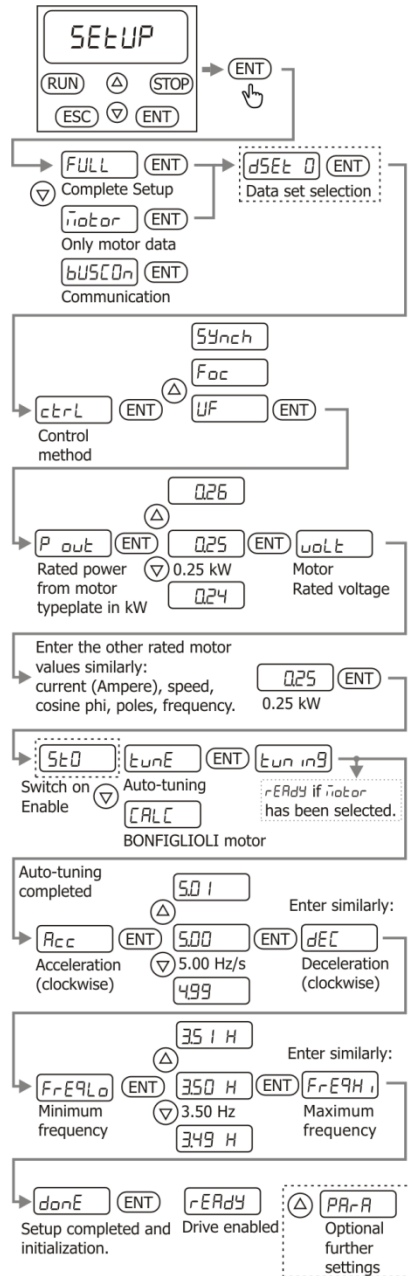 SEtUP
RUN STOP
ESC ENT
ENT
FULL ENT
Complete Setup
dSEt 0 ENT
Data set selection
motor ENT
Only motor data
bUSCOn ENT
Communication
SYnch
Foc
ctrL ENT UF ENT
Control
method
0.26
P out ENT 0.25 ENT voLt
Rated power
from motor
typeplate in kW
0.25 kW
Motor
Rated voltage
0.24
Enter the other rated motor
values similarly:
current (Ampere), speed,
cosine phi, poles, frequency.
0.25 ENT
0.25 kW
StO tunE ENT tuning
Switch on
Enable
Auto-tuning
CALC
BONFIGLIOLI motor
rEAdY if motor
has been selected.
Auto-tuning
completed
5.01
Enter similarly:
Acc ENT 5.00 ENT dEC
Acceleration
(clockwise)
5.00 Hz/s
Deceleration
(clockwise)
4.99
3.51 H
Enter similarly:
FrEqLo ENT 3.50 H ENT FrEqHi
Minimum
frequency
3.50 Hz
Maximum
frequency
3.49 H
donE ENT rEAdY PArA
Setup completed and
initialization.
Drive enabled
Optional
further
settings